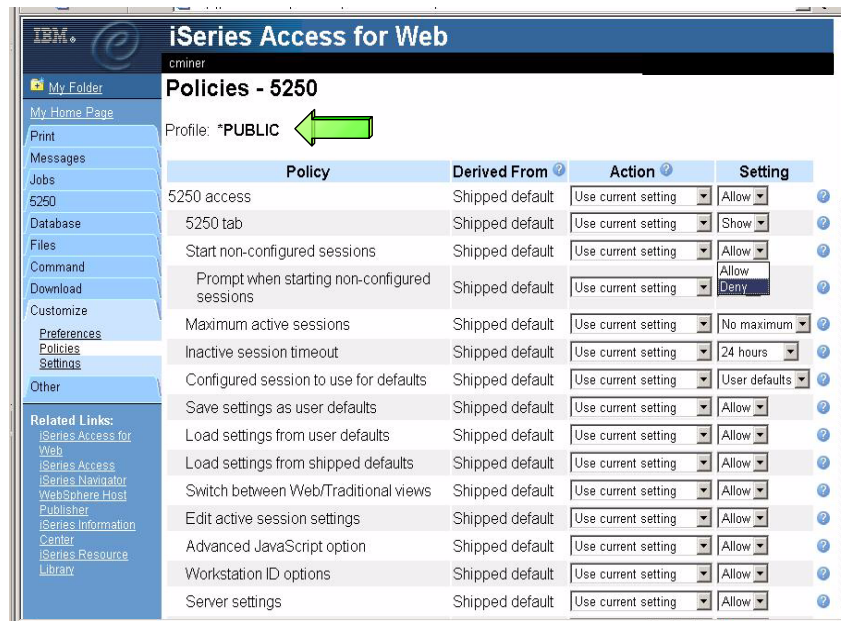 IBM.
iSeries Access for Web
cminer
My Folder
My Home Page
Print
Messages
Jobs
5250
Database
Files
Command
Download
Customize
Preferences
Policies
Settings
Other
Related Links:
iSeries Access for
Web
iSeries Access
iSeries Navigator
WebSphere Host
Publisher
iSeries Information
Center
iSeries Resource
Library
Policies - 5250
Profile: *PUBLIC
Policy Derived From ? Action ? Setting
5250 access Shipped default Use current setting Allow ?
5250 tab Shipped default Use current setting Show ?
Start non-configured sessions Shipped default Use current setting Allow ?
Allow
Deny
Prompt when starting non-configured
sessions Shipped default Use current setting ?
Maximum active sessions Shipped default Use current setting No maximum ?
Inactive session timeout Shipped default Use current setting 24 hours ?
Configured session to use for defaults Shipped default Use current setting User defaults ?
Save settings as user defaults Shipped default Use current setting Allow ?
Load settings from user defaults Shipped default Use current setting Allow ?
Load settings from shipped defaults Shipped default Use current setting Allow ?
Switch between Web/Traditional views Shipped default Use current setting Allow ?
Edit active session settings Shipped default Use current setting Allow ?
Advanced JavaScript option Shipped default Use current setting Allow ?
Workstation ID options Shipped default Use current setting Allow ?
Server settings Shipped default Use current setting Allow ?